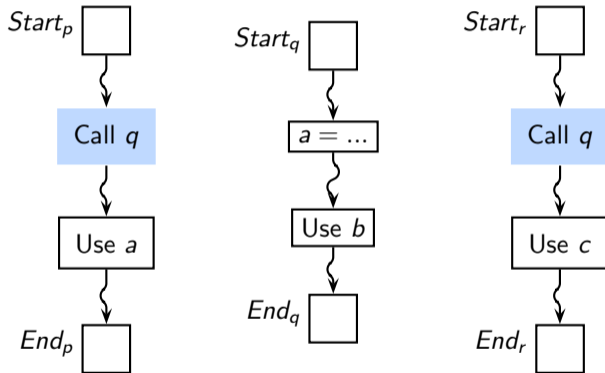 Start_p
Call q
Use a
End_p
Start_q
a = ...
Use b
End_q
Start_r
Call q
Use c
End_r